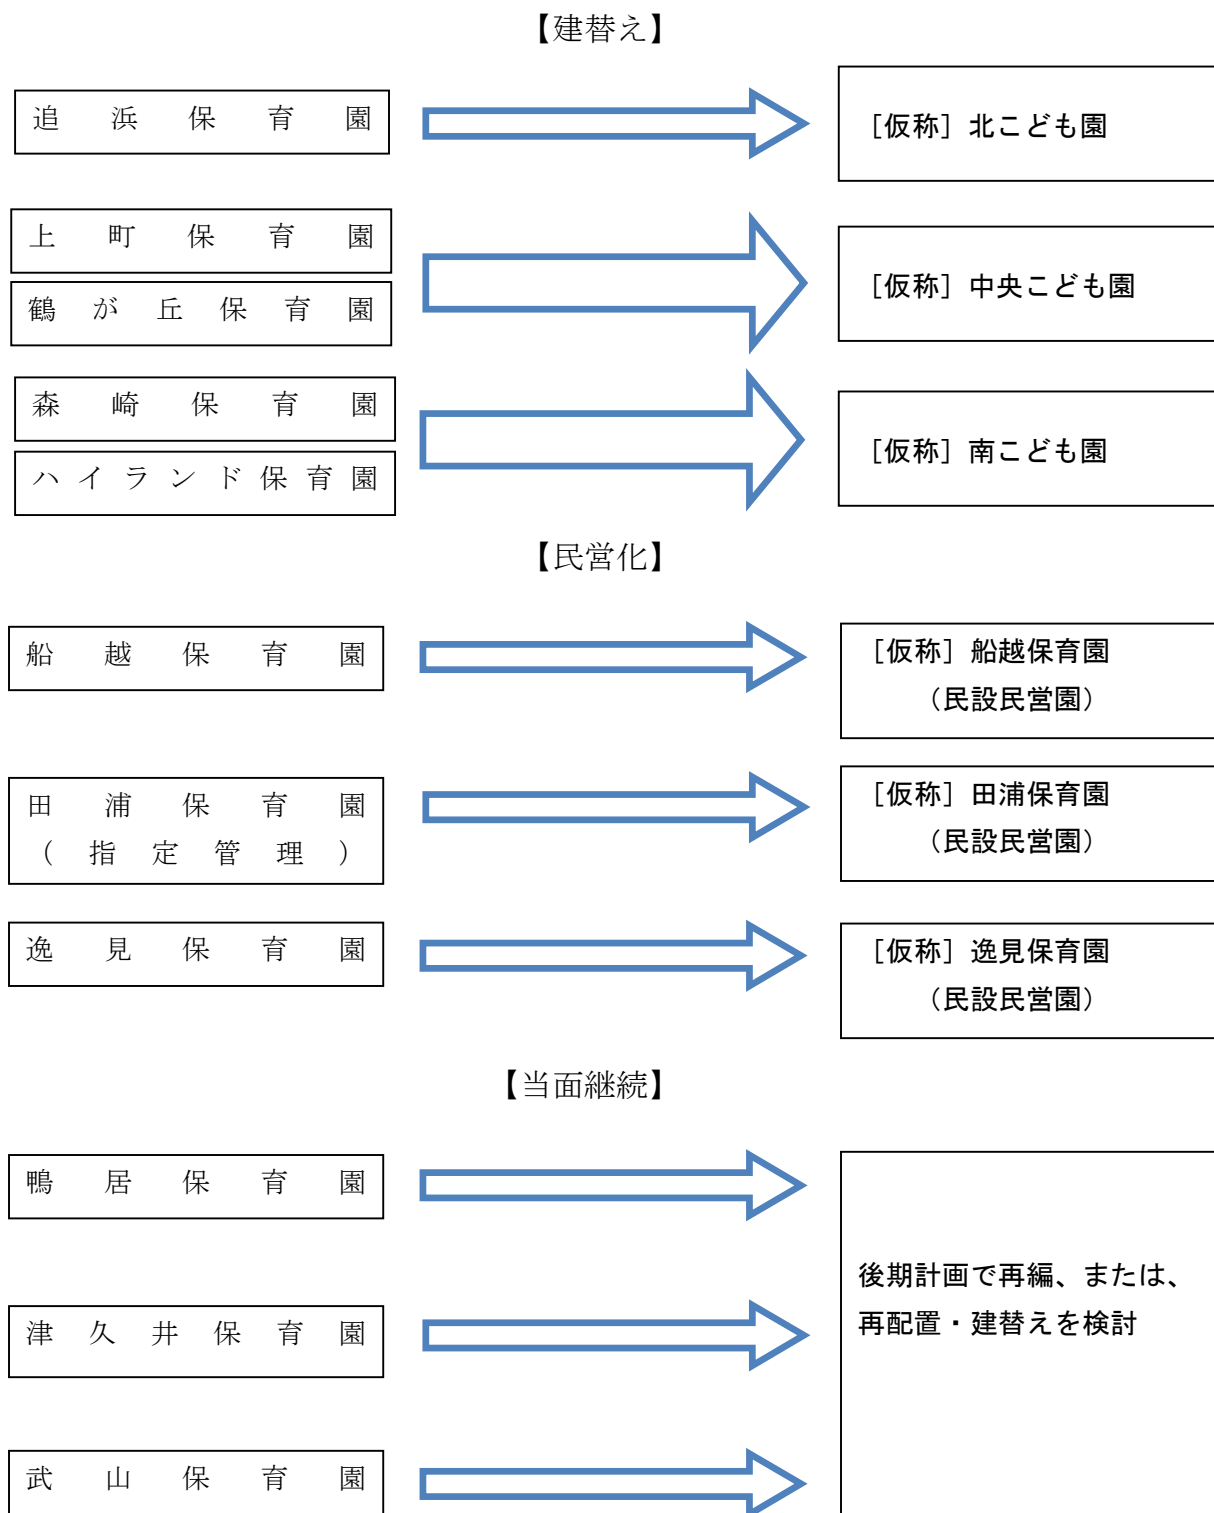 【建替え】
追浜保育園
［仮称］北こども園
上町保育園
鶴が丘保育園
［仮称］中央こども園
森崎保育園
ハイランド保育園
［仮称］南こども園
【民営化】
船越保育園
［仮称］船越保育園
（民設民営園）
田浦保育園
（指定管理）
［仮称］田浦保育園
（民設民営園）
逸見保育園
［仮称］逸見保育園
（民設民営園）
【当面継続】
鴨居保育園
津久井保育園
武山保育園
後期計画で再編、または、
再配置・建替えを検討